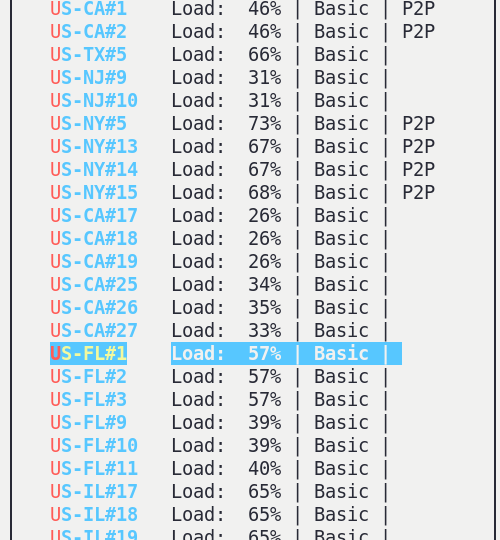 US-CA#1    Load:  46% | Basic | P2P
US-CA#2    Load:  46% | Basic | P2P
US-TX#5    Load:  66% | Basic |
US-NJ#9    Load:  31% | Basic |
US-NJ#10   Load:  31% | Basic |
US-NY#5    Load:  73% | Basic | P2P
US-NY#13   Load:  67% | Basic | P2P
US-NY#14   Load:  67% | Basic | P2P
US-NY#15   Load:  68% | Basic | P2P
US-CA#17   Load:  26% | Basic |
US-CA#18   Load:  26% | Basic |
US-CA#19   Load:  26% | Basic |
US-CA#25   Load:  34% | Basic |
US-CA#26   Load:  35% | Basic |
US-CA#27   Load:  33% | Basic |
US-FL#1    Load:  57% | Basic |
US-FL#2    Load:  57% | Basic |
US-FL#3    Load:  57% | Basic |
US-FL#9    Load:  39% | Basic |
US-FL#10   Load:  39% | Basic |
US-FL#11   Load:  40% | Basic |
US-IL#17   Load:  65% | Basic |
US-IL#18   Load:  65% | Basic |
US-IL#19   Load:  65% | Basic |